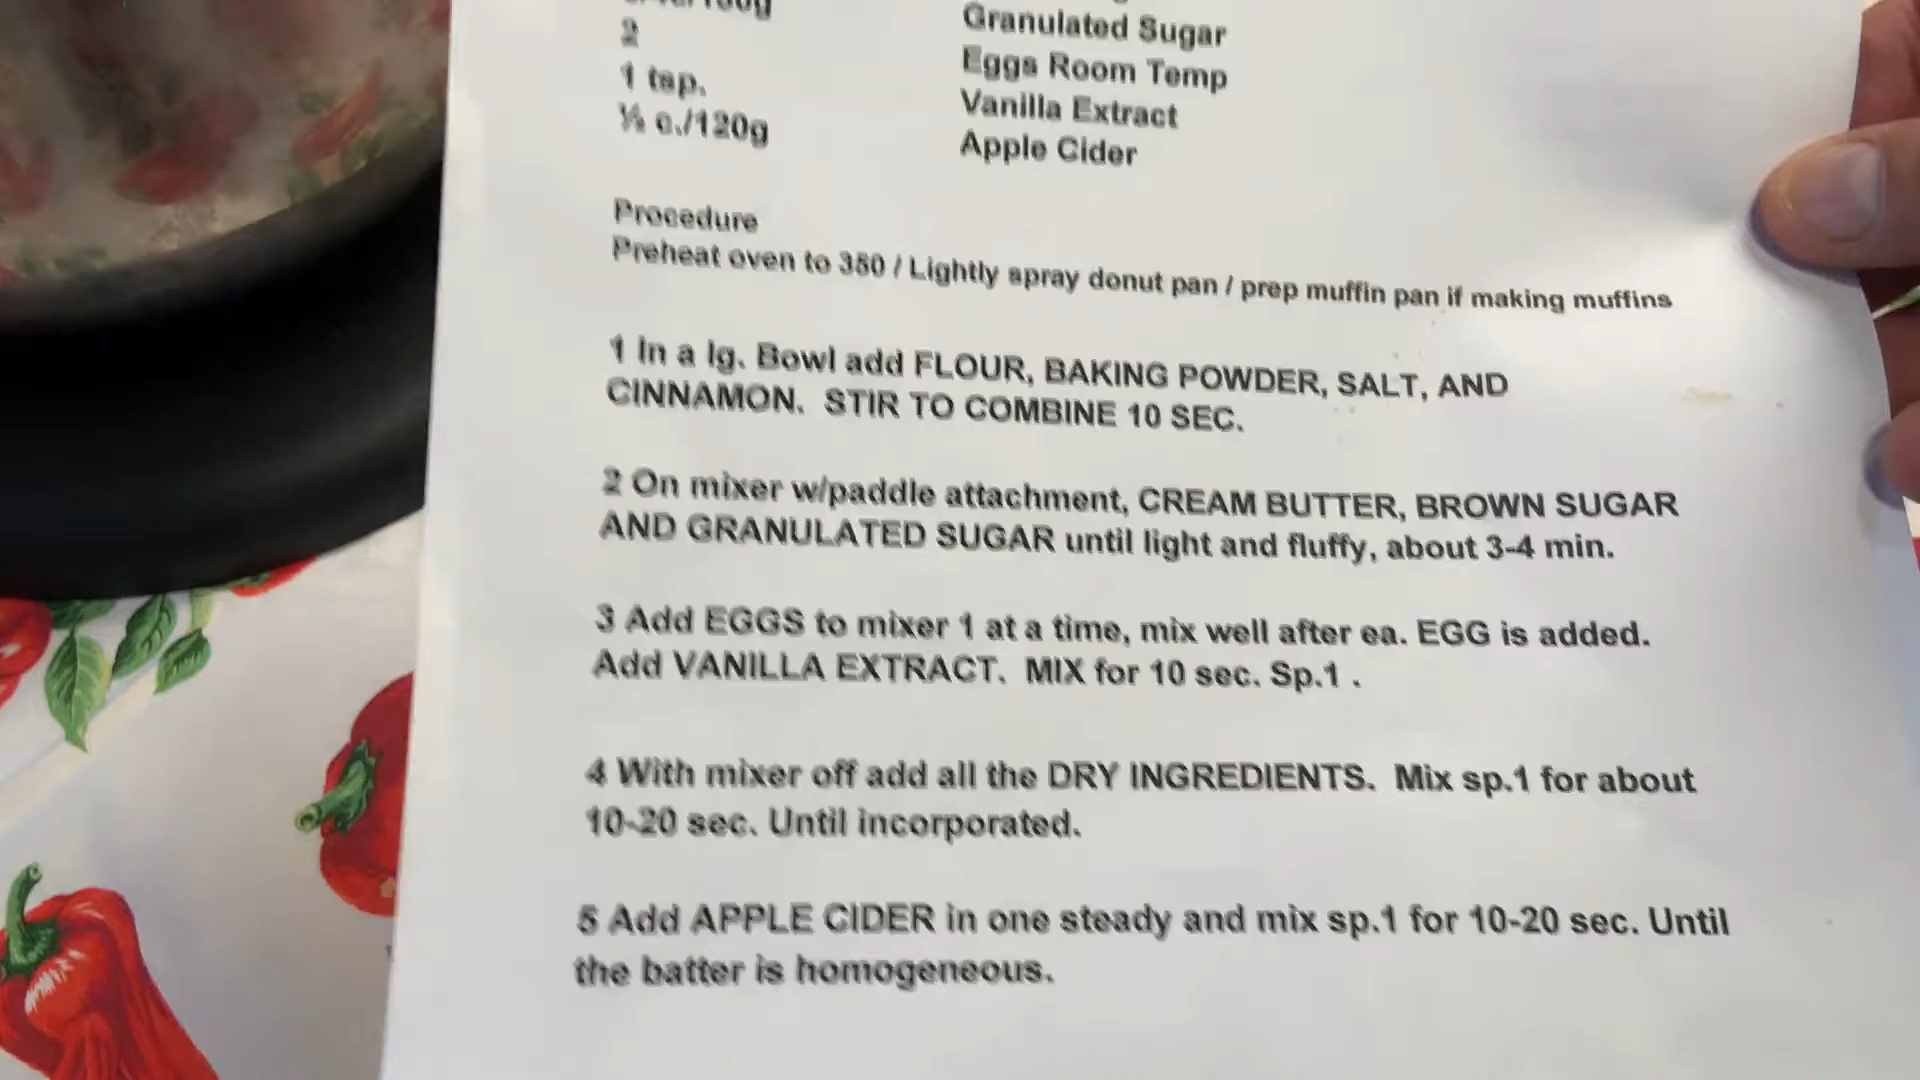 Granulated Sugar
2 Eggs Room Temp
1 tsp. Vanilla Extract
½ c./120g Apple Cider
Procedure
Preheat oven to 350 / Lightly spray donut pan / prep muffin pan if making muffins
1 In a lg. Bowl add FLOUR, BAKING POWDER, SALT, AND
CINNAMON. STIR TO COMBINE 10 SEC.
2 On mixer w/paddle attachment, CREAM BUTTER, BROWN SUGAR
AND GRANULATED SUGAR until light and fluffy, about 3-4 min.
3 Add EGGS to mixer 1 at a time, mix well after ea. EGG is added.
Add VANILLA EXTRACT. MIX for 10 sec. Sp.1 .
4 With mixer off add all the DRY INGREDIENTS. Mix sp.1 for about
10-20 sec. Until incorporated.
5 Add APPLE CIDER in one steady and mix sp.1 for 10-20 sec. Until
the batter is homogeneous.